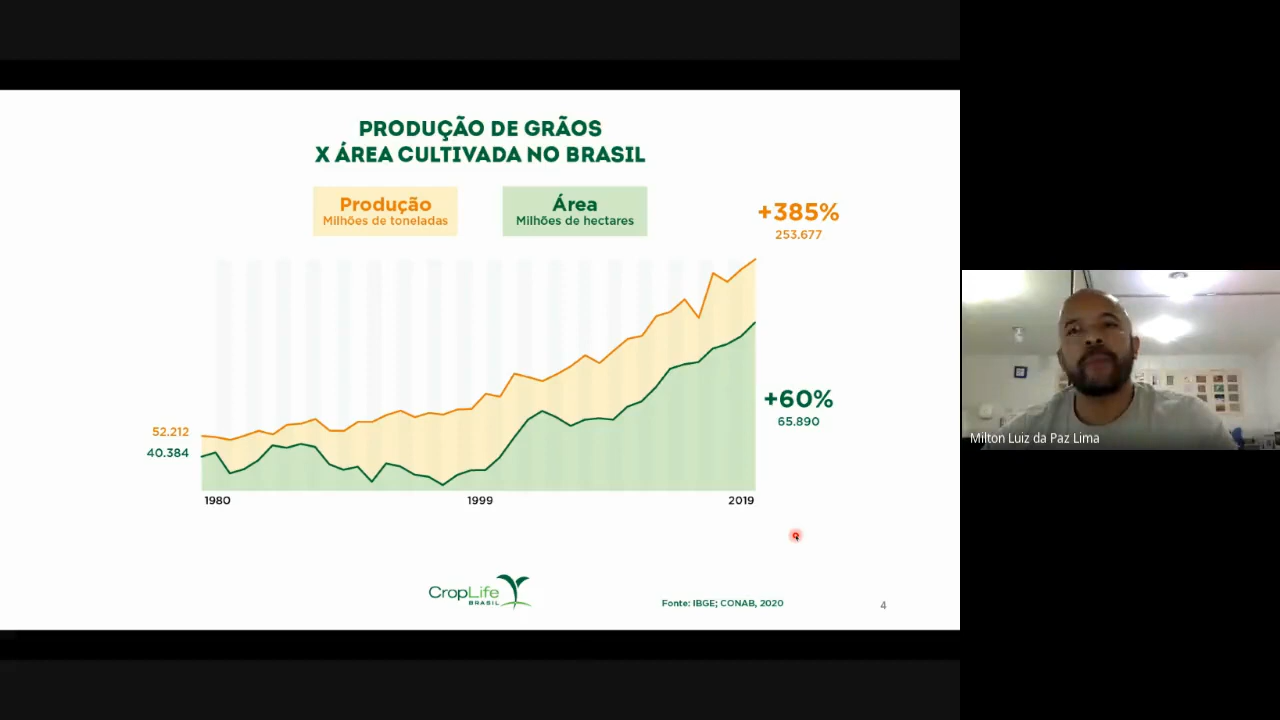 PRODUÇÃO DE GRÃOS
X ÁREA CULTIVADA NO BRASIL
Produção
Milhões de toneladas
Área
Milhões de hectares
+385%
253.677
+60%
65.890
52.212
40.384
1980
1999
2019
CropLife
BRASIL
Fonte: IBGE; CONAB, 2020
4
Milton Luiz da Paz Lima